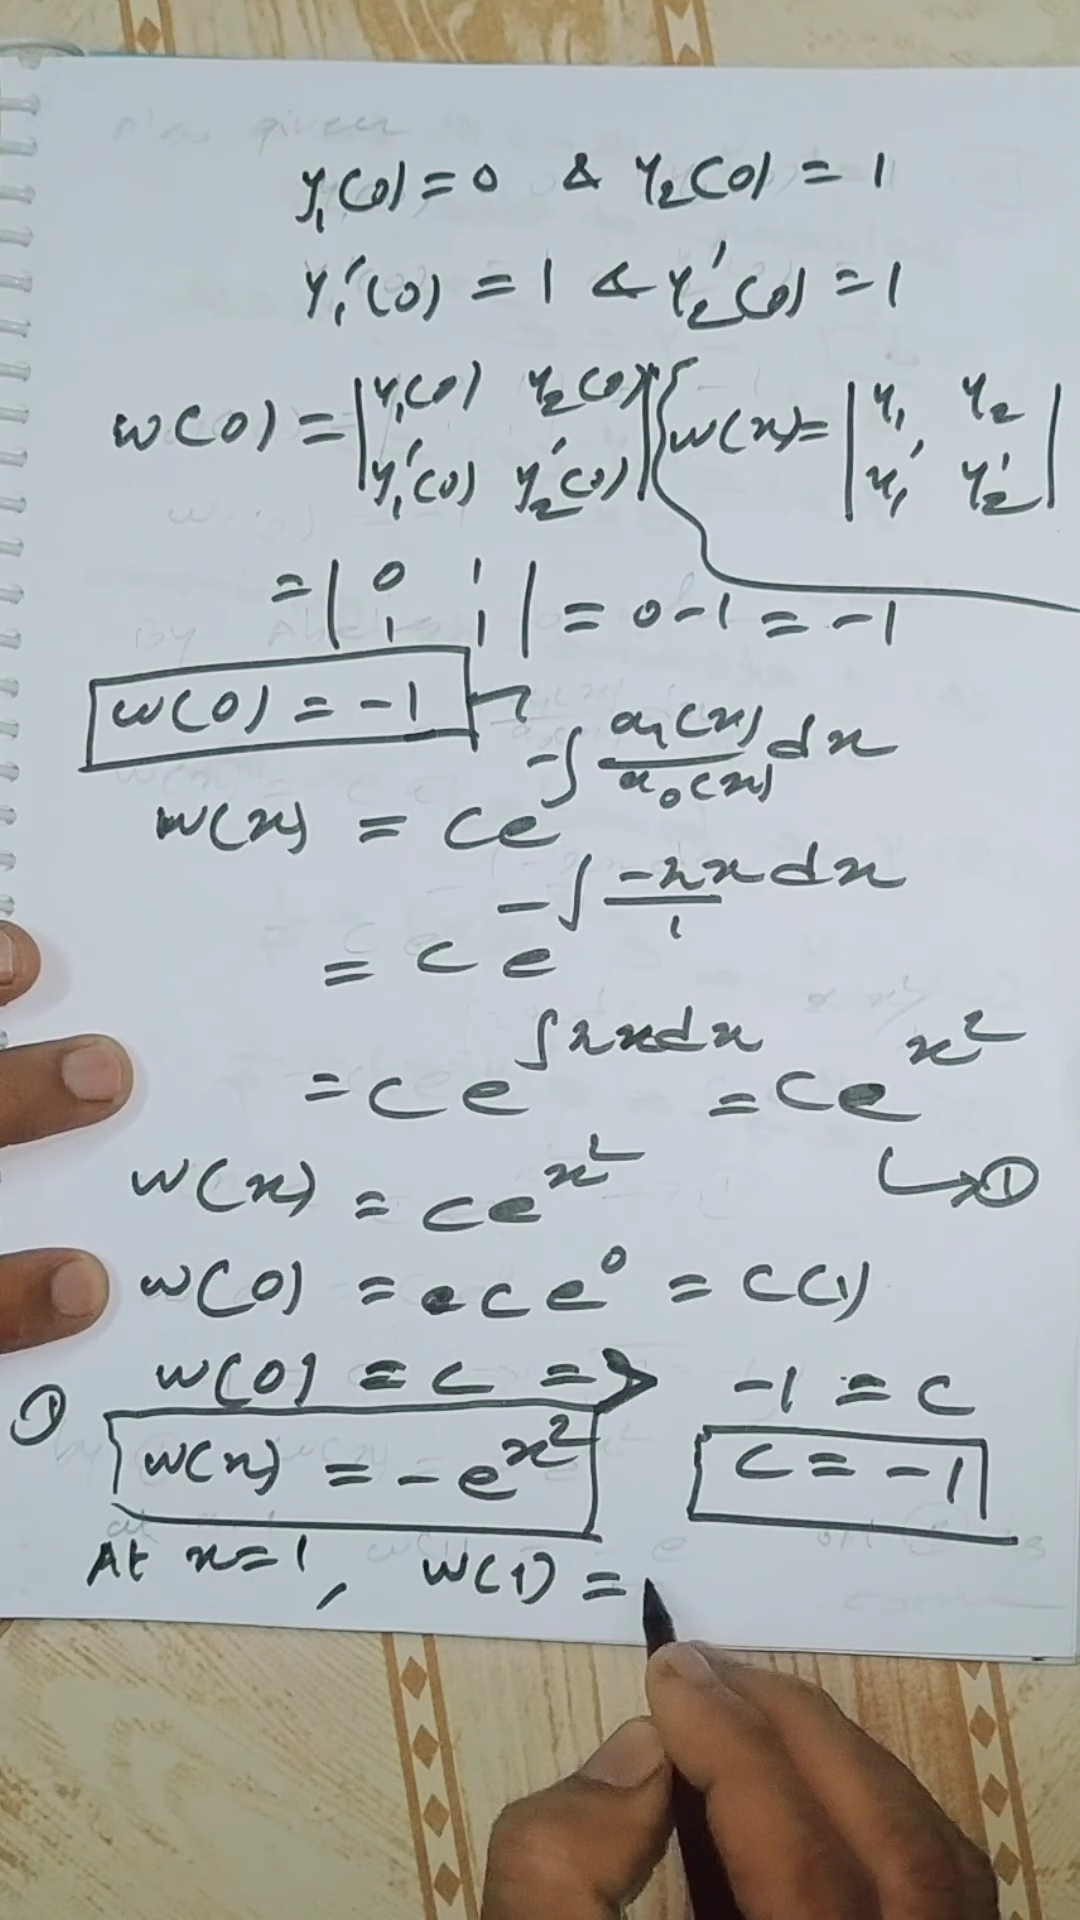 y₁(0) = 0 & y₂(0) = 1
y₁'(0) = 1 & y₂'(0) = 1
w(0) = | y₁(0) y₂(0) | { w(x) = | y₁ y₂ |
| y₁'(0) y₂'(0) | | y₁' y₂' |
= | 0 1 |
| 1 1 | = 0 - 1 = -1
w(0) = -1
w(x) = ce^(-∫ a₁(x)/a₀(x) dx)
= ce^(-∫ -2x/1 dx)
= ce^(∫2x dx) = ce^(x²)
→ ①
w(x) = ce^(x²)
w(0) = ce⁰ = c(1)
w(0) = c => -1 = c
① w(x) = -e^(x²) c = -1
At x = 1, w(1) =